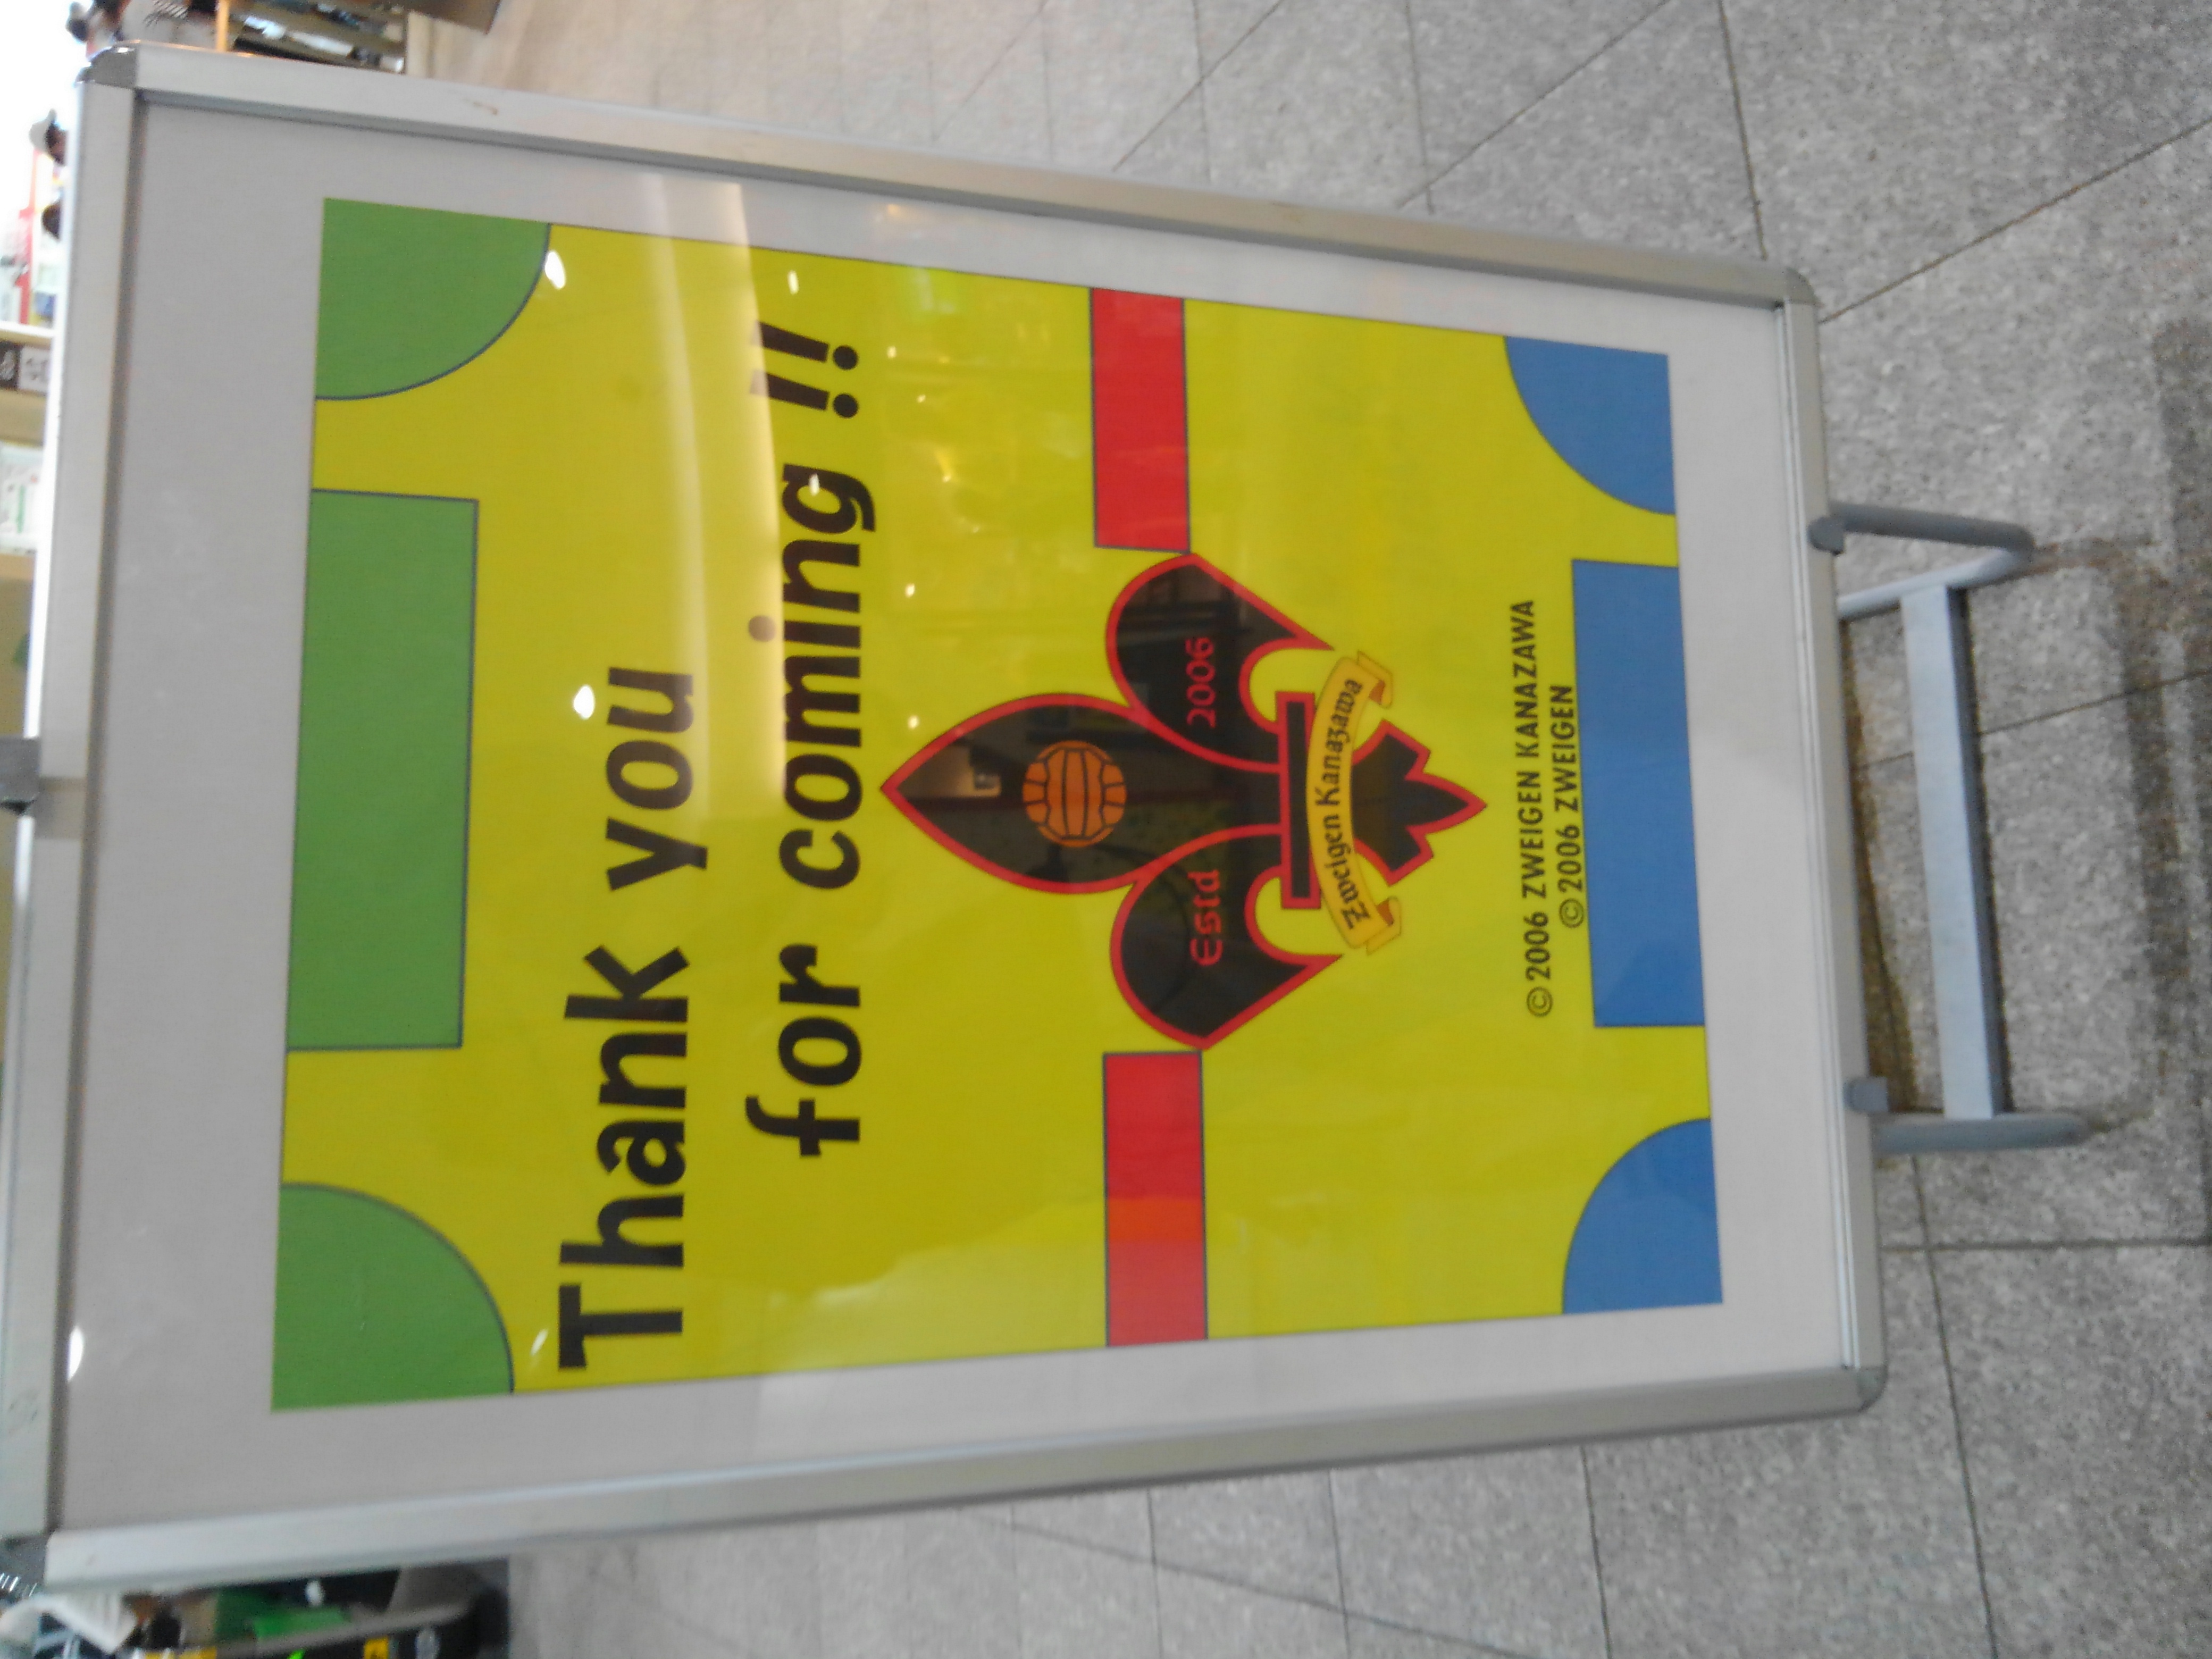 Thank you
for coming !!
Estd 2006
Zweigen Kanazawa
©2006 ZWEIGEN KANAZAWA
©2006 ZWEIGEN